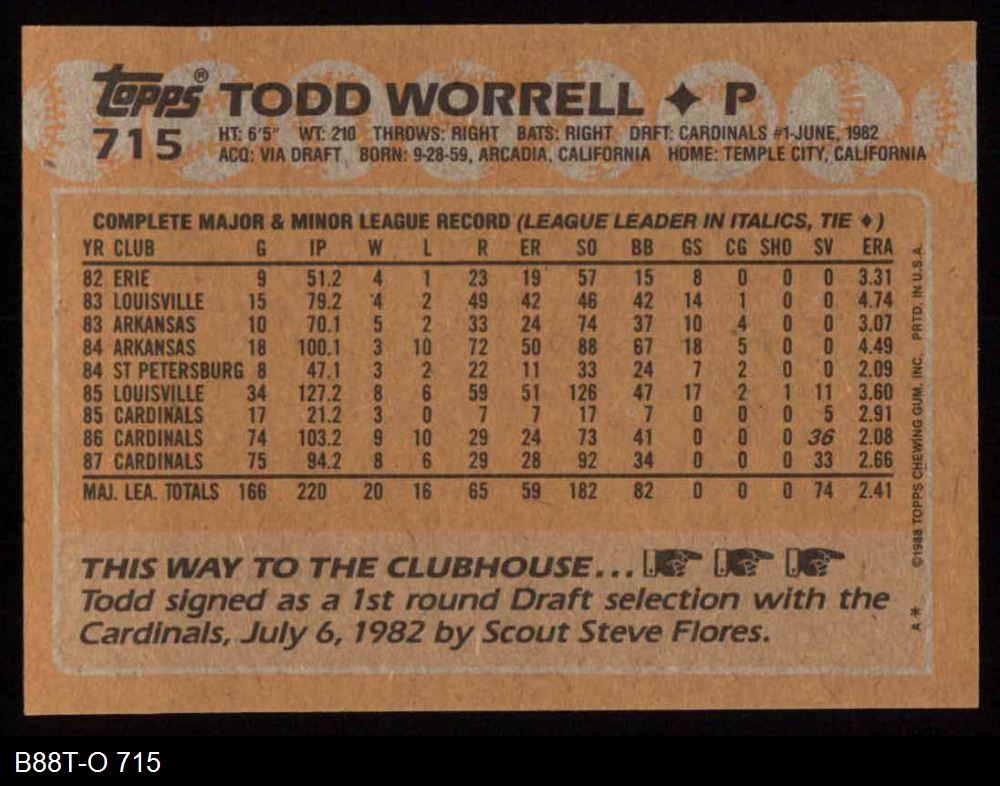 topps® TODD WORRELL ✦ P
715
HT: 6'5" WT: 210 THROWS: RIGHT BATS: RIGHT DRFT: CARDINALS #1-JUNE, 1982
ACQ: VIA DRAFT BORN: 9-28-59, ARCADIA, CALIFORNIA HOME: TEMPLE CITY, CALIFORNIA
COMPLETE MAJOR & MINOR LEAGUE RECORD (LEAGUE LEADER IN ITALICS, TIE ♦)
YR CLUB G IP W L R ER SO BB GS CG SHO SV ERA
82 ERIE 9 51.2 4 1 23 19 57 15 8 0 0 0 3.31
83 LOUISVILLE 15 79.2 4 2 49 42 46 42 14 1 0 0 4.74
83 ARKANSAS 10 70.1 5 2 33 24 74 37 10 4 0 0 3.07
84 ARKANSAS 18 100.1 3 10 72 50 88 67 18 5 0 0 4.49
84 ST PETERSBURG 8 47.1 3 2 22 11 33 24 7 2 0 0 2.09
85 LOUISVILLE 34 127.2 8 6 59 51 126 47 17 2 1 11 3.60
85 CARDINALS 17 21.2 3 0 7 7 17 7 0 0 0 5 2.91
86 CARDINALS 74 103.2 9 10 29 24 73 41 0 0 0 36 2.08
87 CARDINALS 75 94.2 8 6 29 28 92 34 0 0 0 33 2.66
MAJ. LEA. TOTALS 166 220 20 16 65 59 182 82 0 0 0 74 2.41
THIS WAY TO THE CLUBHOUSE...
Todd signed as a 1st round Draft selection with the
Cardinals, July 6, 1982 by Scout Steve Flores.
A* ©1988 TOPPS CHEWING GUM, INC. PRTD. IN U.S.A.
B88T-O 715